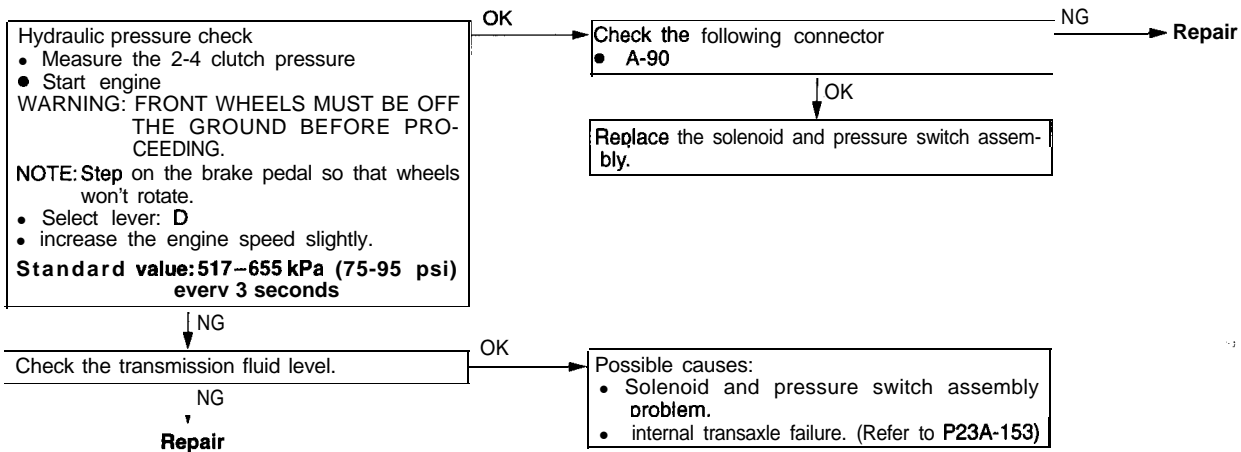 Hydraulic pressure check
• Measure the 2-4 clutch pressure
• Start engine
WARNING: FRONT WHEELS MUST BE OFF
THE GROUND BEFORE PRO-
CEEDING.
NOTE: Step on the brake pedal so that wheels
won't rotate.
• Select lever: D
• increase the engine speed slightly.
Standard value: 517–655 kPa (75-95 psi)
everv 3 seconds
OK
Check the following connector
• A-90
NG
Repair
OK
Replace the solenoid and pressure switch assem-
bly.
NG
Check the transmission fluid level.
OK
Possible causes:
• Solenoid and pressure switch assembly
problem.
• internal transaxle failure. (Refer to P23A-153)
NG
Repair